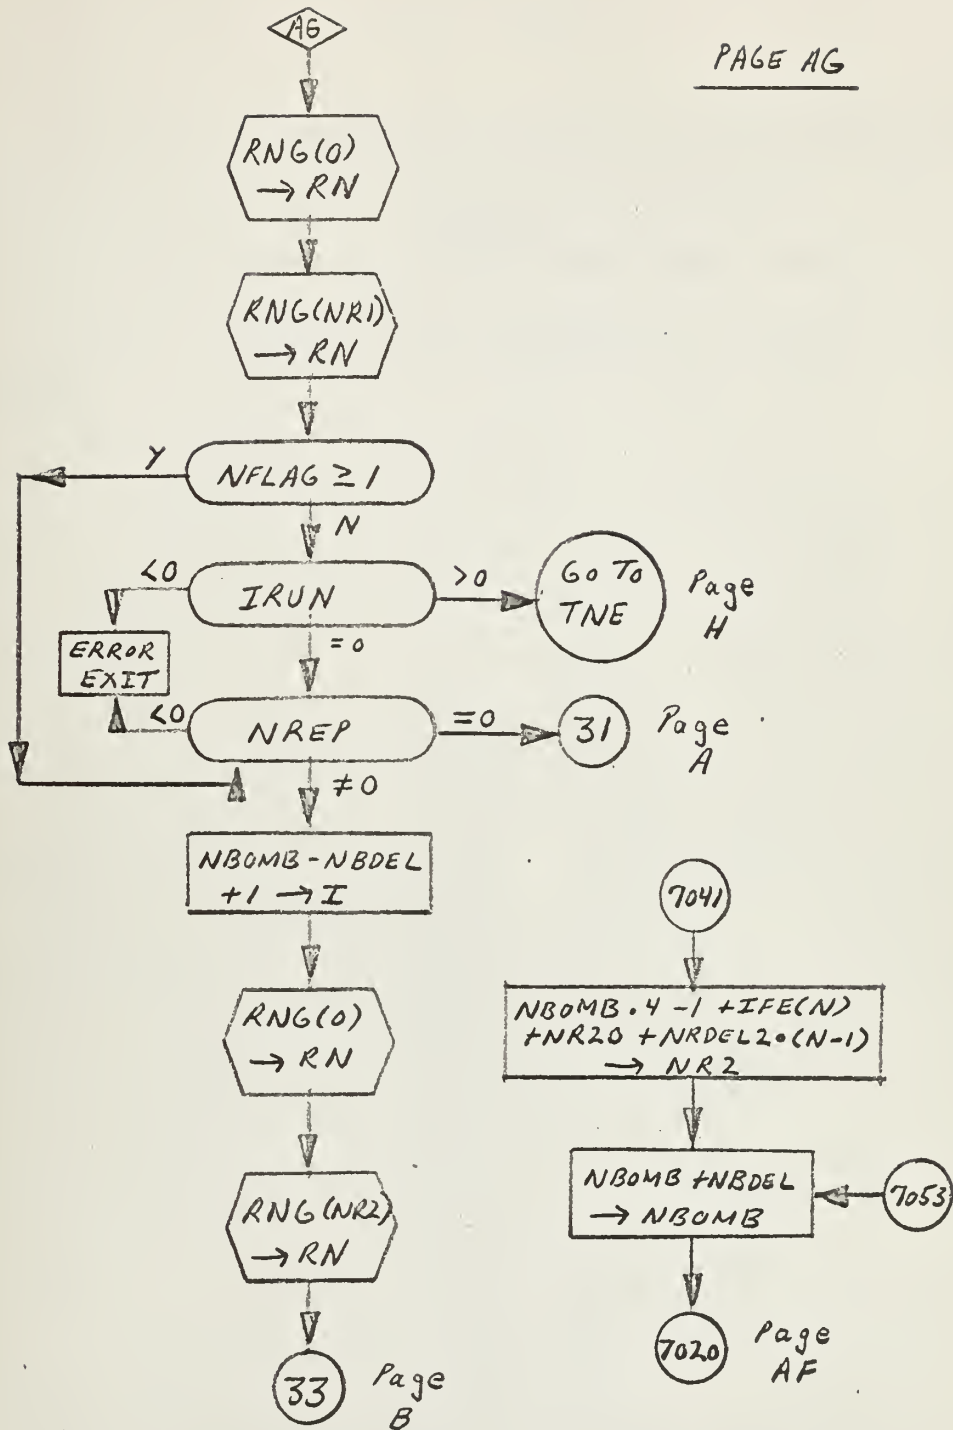 AG
PAGE AG
RNG(0)
→ RN
RNG(NR1)
→ RN
Y
NFLAG ≥ 1
N
<0
IRUN
>0
GO TO
TNE
Page
H
= 0
ERROR
EXIT
<0
NREP
=0
31
Page
A
≠0
NBOMB-NBDEL
+1 → I
RNG(0)
→ RN
RNG(NR2)
→ RN
33
Page
B
7041
NBOMB.4-1+IFE(N)
+NR20+NRDEL2.(N-1)
→ NR2
NBOMB+NBDEL
→ NBOMB
7053
7020
Page
AF